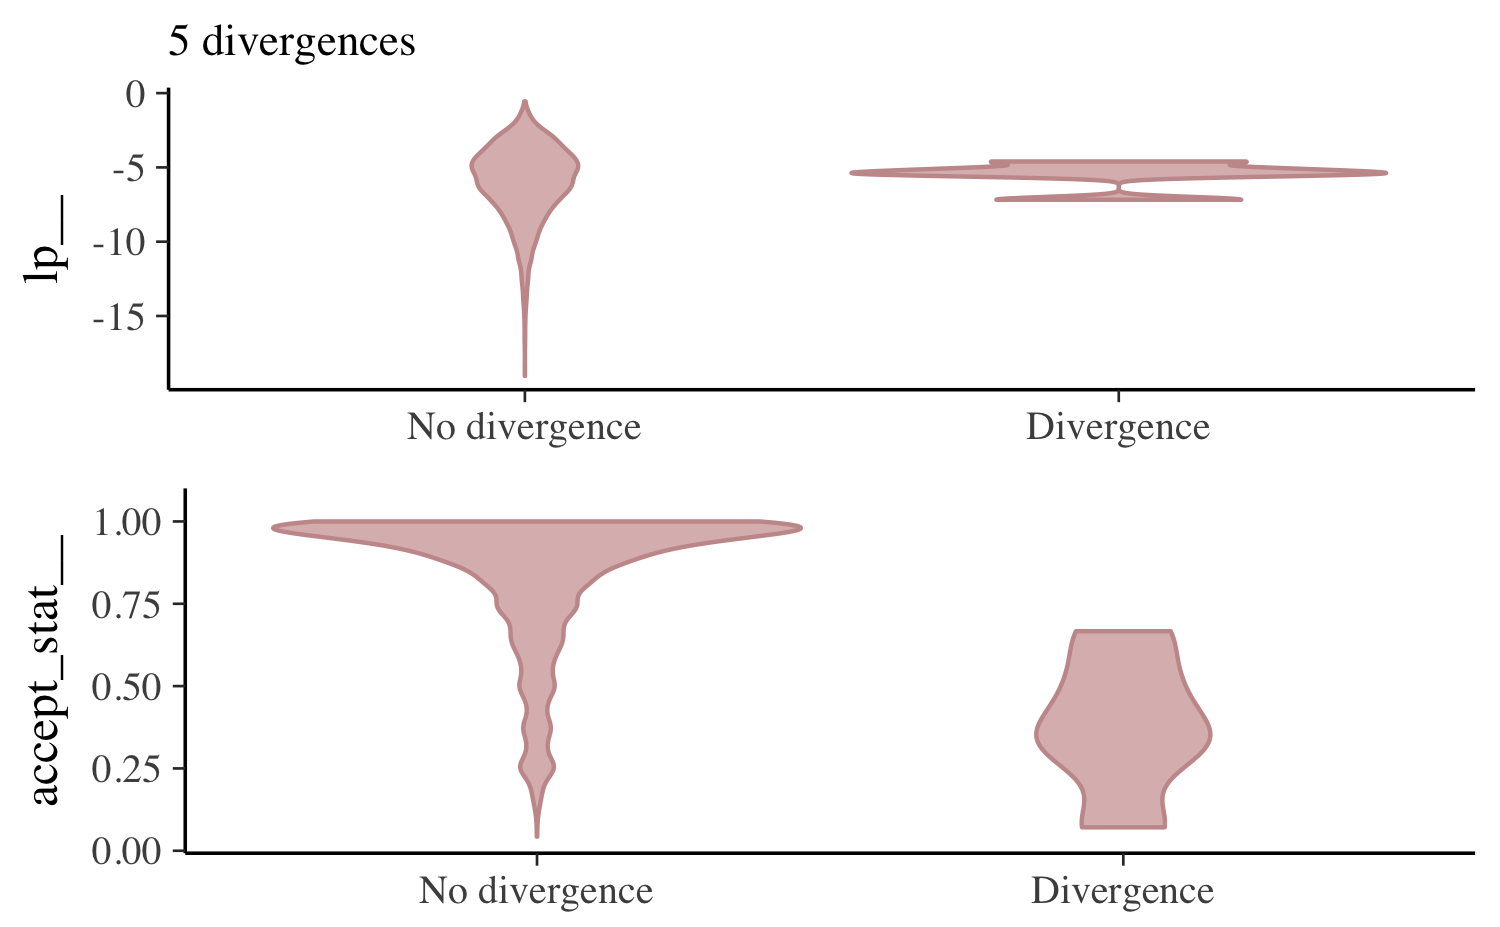 5 divergences
0
-5
-10
-15
lp__
No divergence
Divergence
1.00
0.75
0.50
0.25
0.00
accept_stat__
No divergence
Divergence